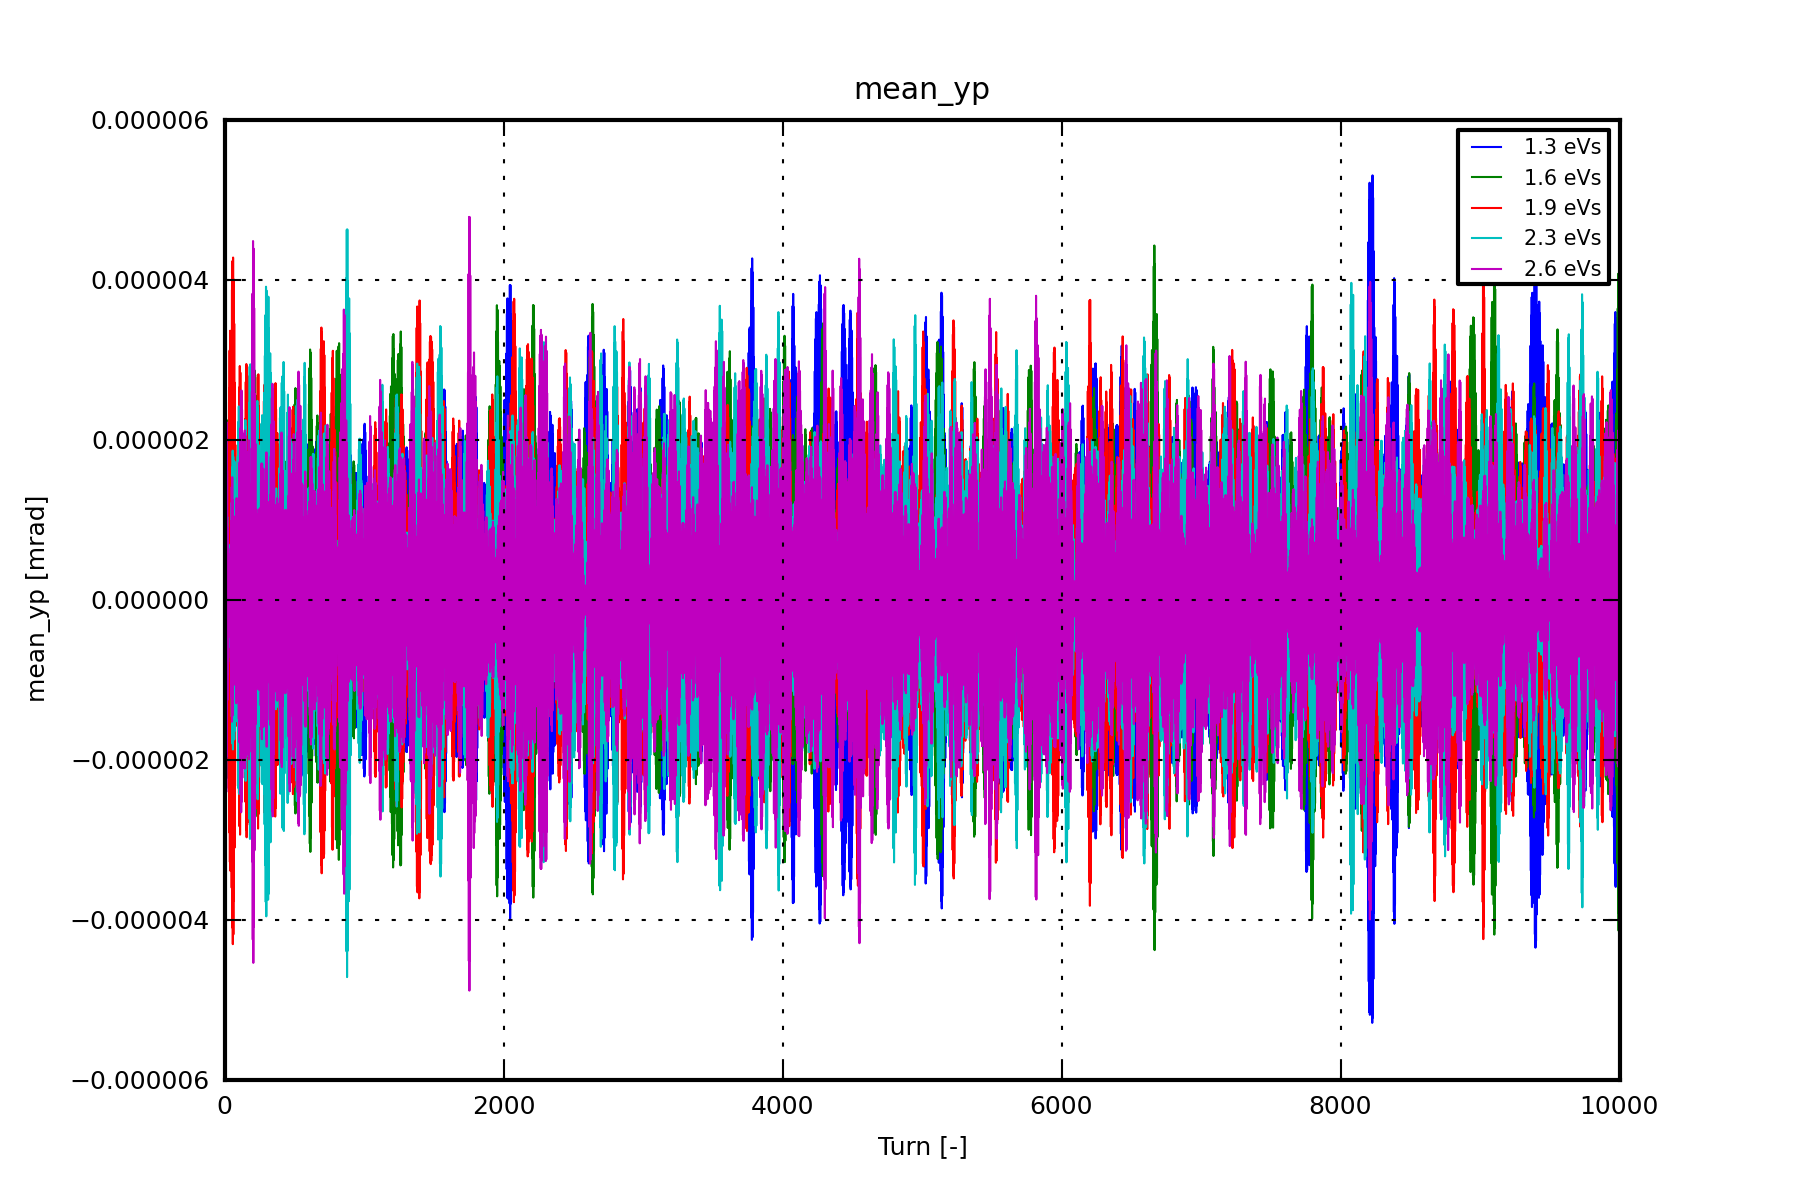 mean_yp
0.000006
0.000004
0.000002
0.000000
−0.000002
−0.000004
−0.000006
mean_yp [mrad]
1.3 eVs
1.6 eVs
1.9 eVs
2.3 eVs
2.6 eVs
0
2000
4000
6000
8000
10000
Turn [-]